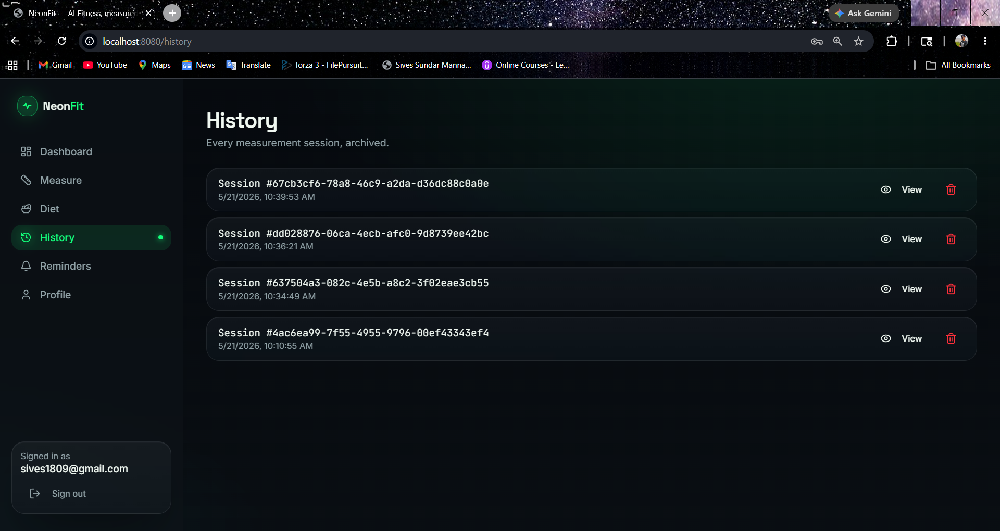 NeonFit — AI Fitness, measure
Ask Gemini
localhost:8080/history
Gmail
YouTube
Maps
News
Translate
forza 3 - FilePursuit...
Sives Sundar Manna...
Online Courses - Le...
All Bookmarks
NeonFit
Dashboard
Measure
Diet
History
Reminders
Profile
Signed in as
sives1809@gmail.com
Sign out
History
Every measurement session, archived.
Session #67cb3cf6-78a8-46c9-a2da-d36dc88c0a0e
5/21/2026, 10:39:53 AM
View
Session #dd028876-06ca-4ecb-afc0-9d8739ee42bc
5/21/2026, 10:36:21 AM
View
Session #637504a3-082c-4e5b-a8c2-3f02eae3cb55
5/21/2026, 10:34:49 AM
View
Session #4ac6ea99-7f55-4955-9796-00ef43343ef4
5/21/2026, 10:10:55 AM
View